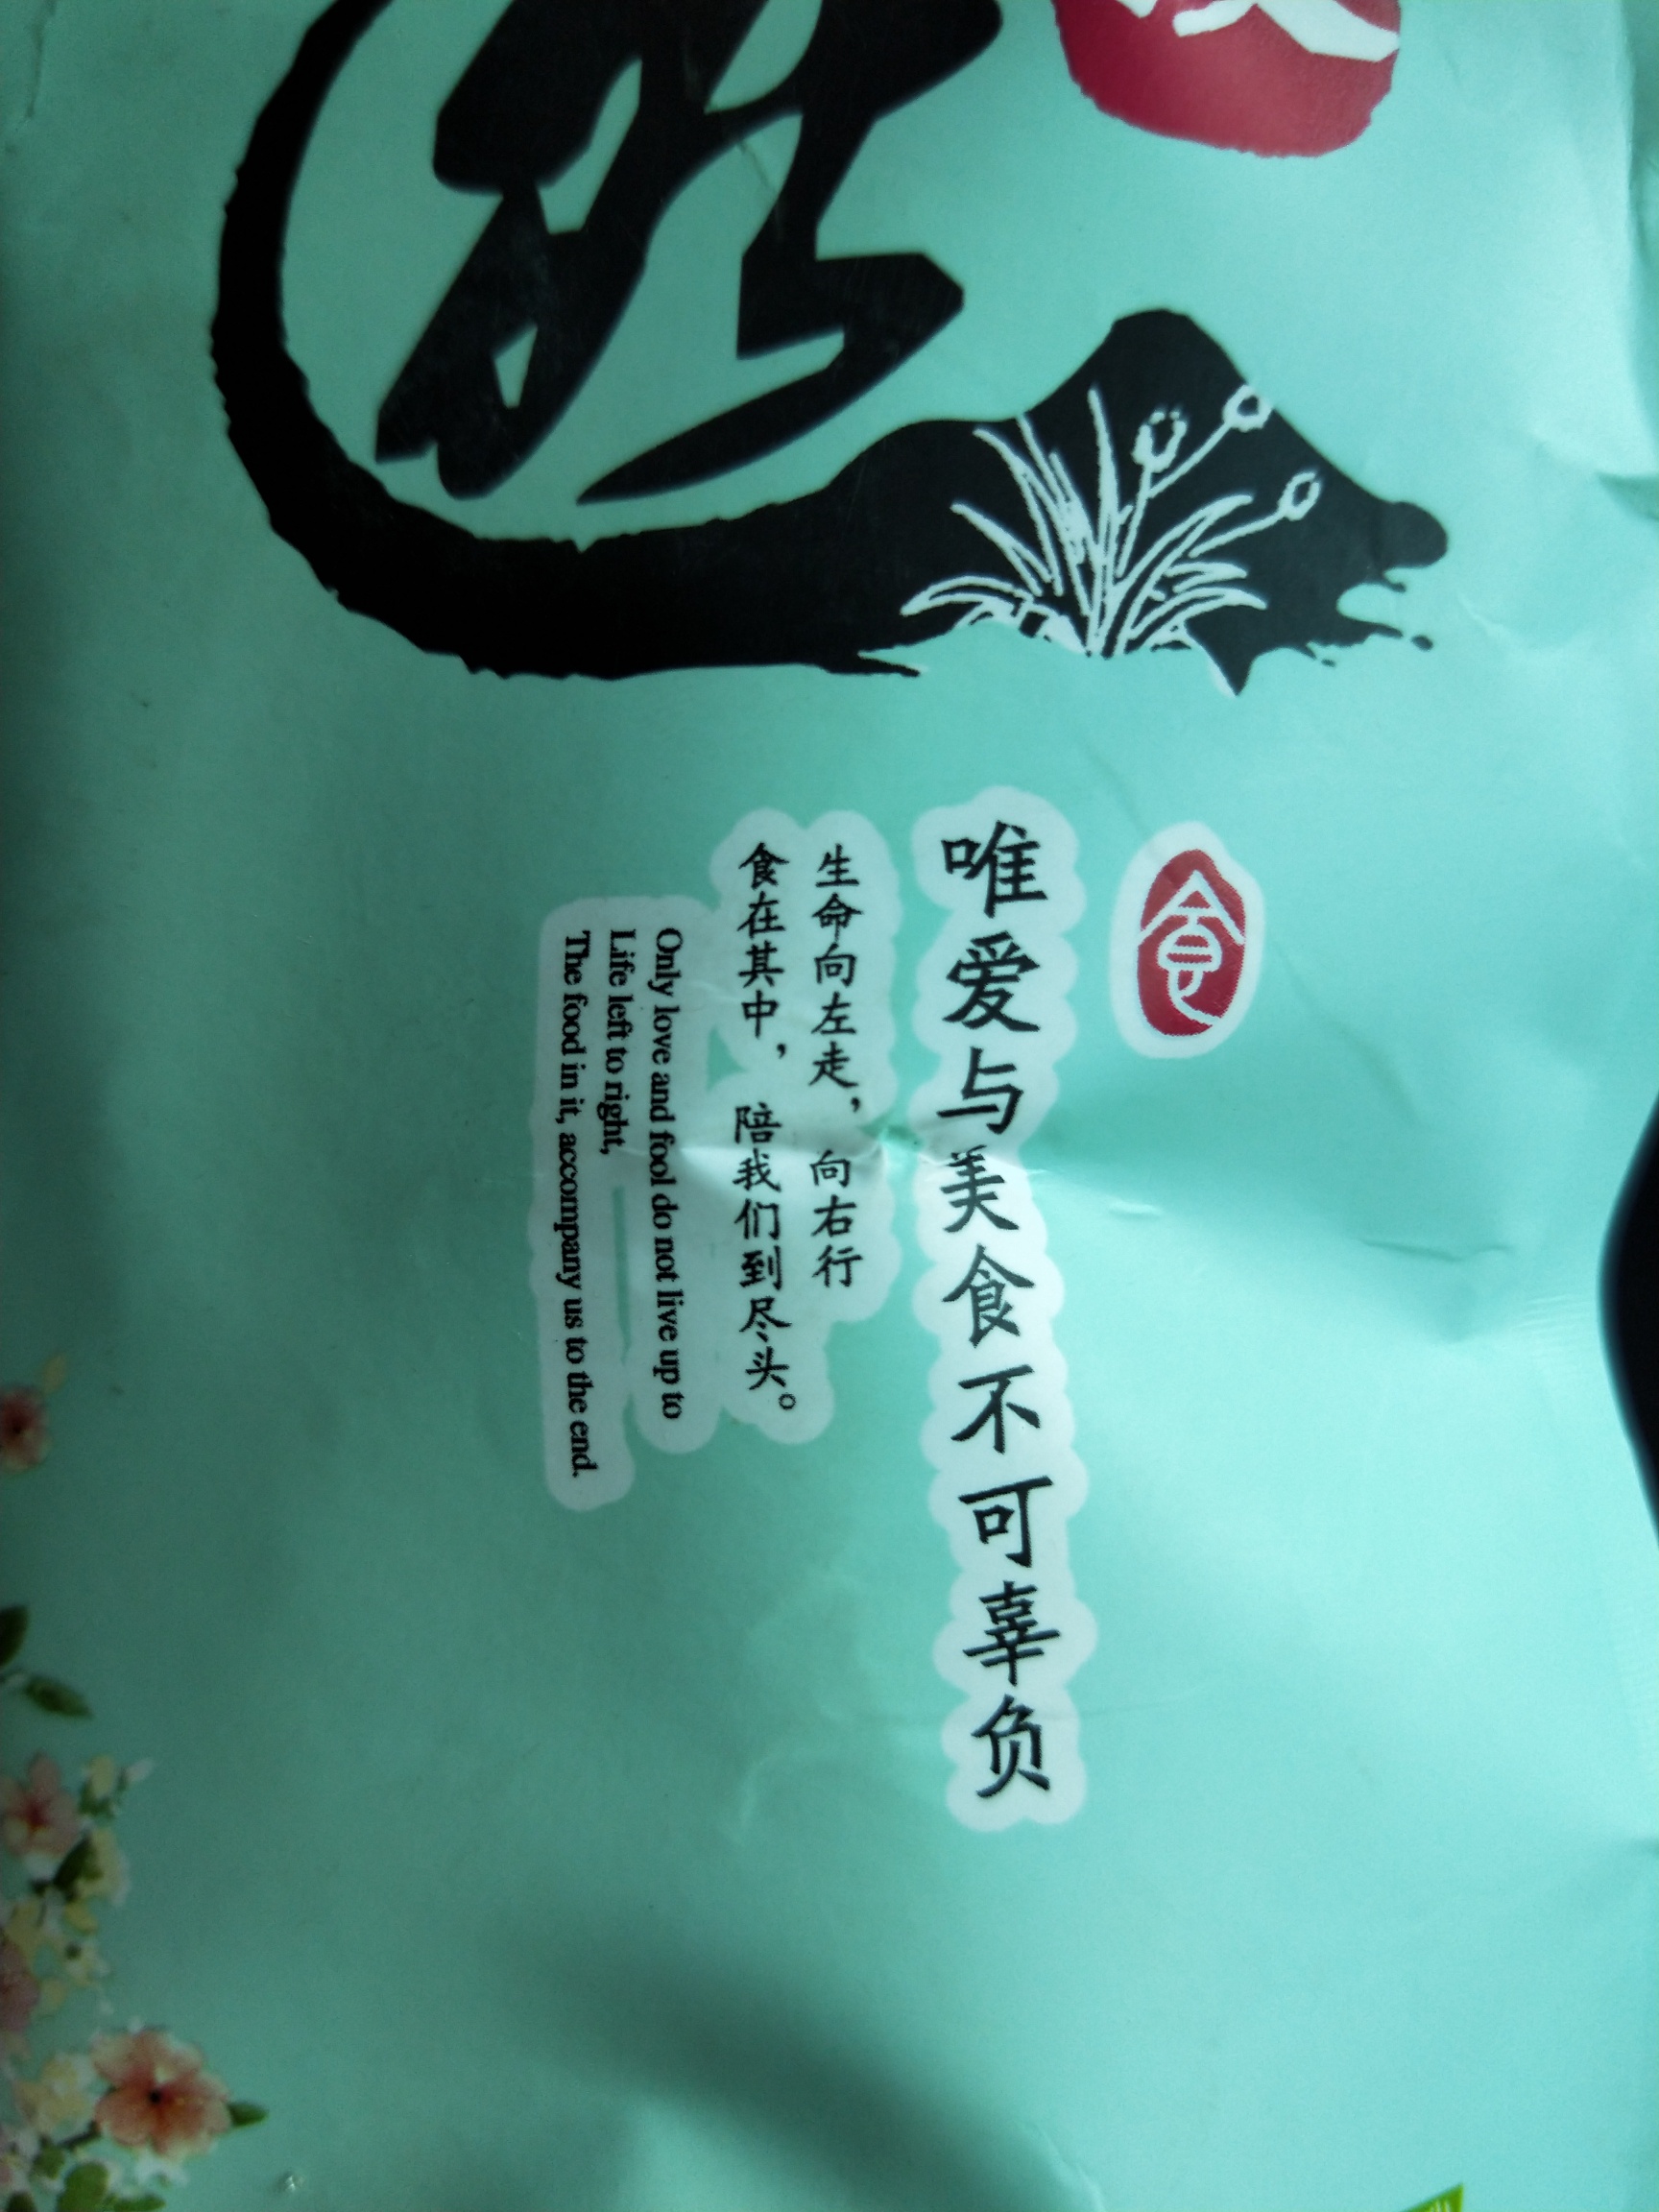 食
唯爱与美食不可辜负
生命向左走，向右行
食在其中，陪我们到尽头。
Only love and fool do not live up to
Life left to right,
The food in it, accompany us to the end.